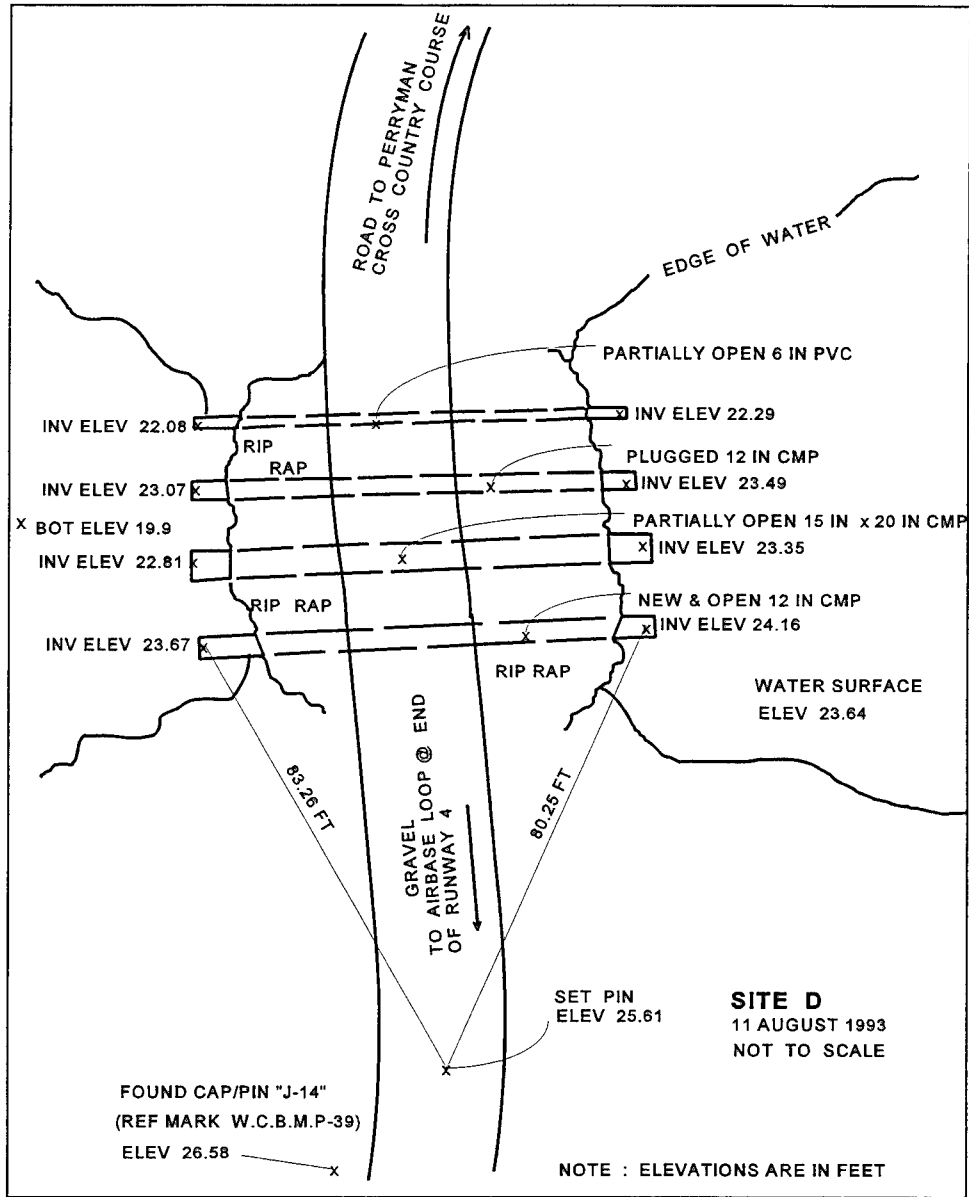 ROAD TO PERRYMAN
CROSS COUNTRY COURSE
EDGE OF WATER
PARTIALLY OPEN 6 IN PVC
INV ELEV 22.08
INV ELEV 22.29
RIP
RAP
PLUGGED 12 IN CMP
INV ELEV 23.07
INV ELEV 23.49
X BOT ELEV 19.9
PARTIALLY OPEN 15 IN x 20 IN CMP
INV ELEV 22.81
INV ELEV 23.35
RIP RAP
NEW & OPEN 12 IN CMP
INV ELEV 23.67
INV ELEV 24.16
RIP RAP
WATER SURFACE
ELEV 23.64
83.26 FT
80.25 FT
GRAVEL
TO AIRBASE LOOP @ END
OF RUNWAY 4
SET PIN
ELEV 25.61
SITE D
11 AUGUST 1993
NOT TO SCALE
FOUND CAP/PIN "J-14"
(REF MARK W.C.B.M.P-39)
ELEV 26.58
NOTE : ELEVATIONS ARE IN FEET